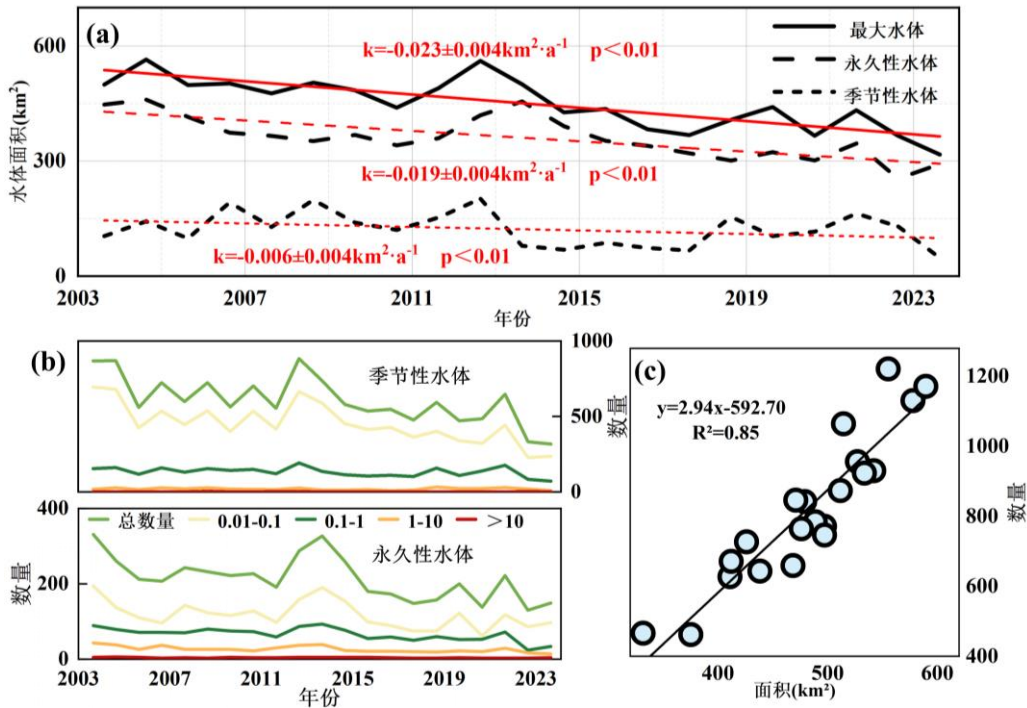 (a)
k=-0.023±0.004km²·a⁻¹ p<0.01
最大水体
永久性水体
季节性水体
水体面积(km²)
600
300
0
k=-0.019±0.004km²·a⁻¹ p<0.01
k=-0.006±0.004km²·a⁻¹ p<0.01
2003 2007 2011 2015 2019 2023
年份
(b)
季节性水体
1000
500
0
数量
400
200
0
数量
总数量 0.01-0.1 0.1-1 1-10 >10
永久性水体
2003 2007 2011 2015 2019 2023
年份
(c)
y=2.94x-592.70
R²=0.85
1200
1000
800
600
400
数量
400 500 600
面积(km²)